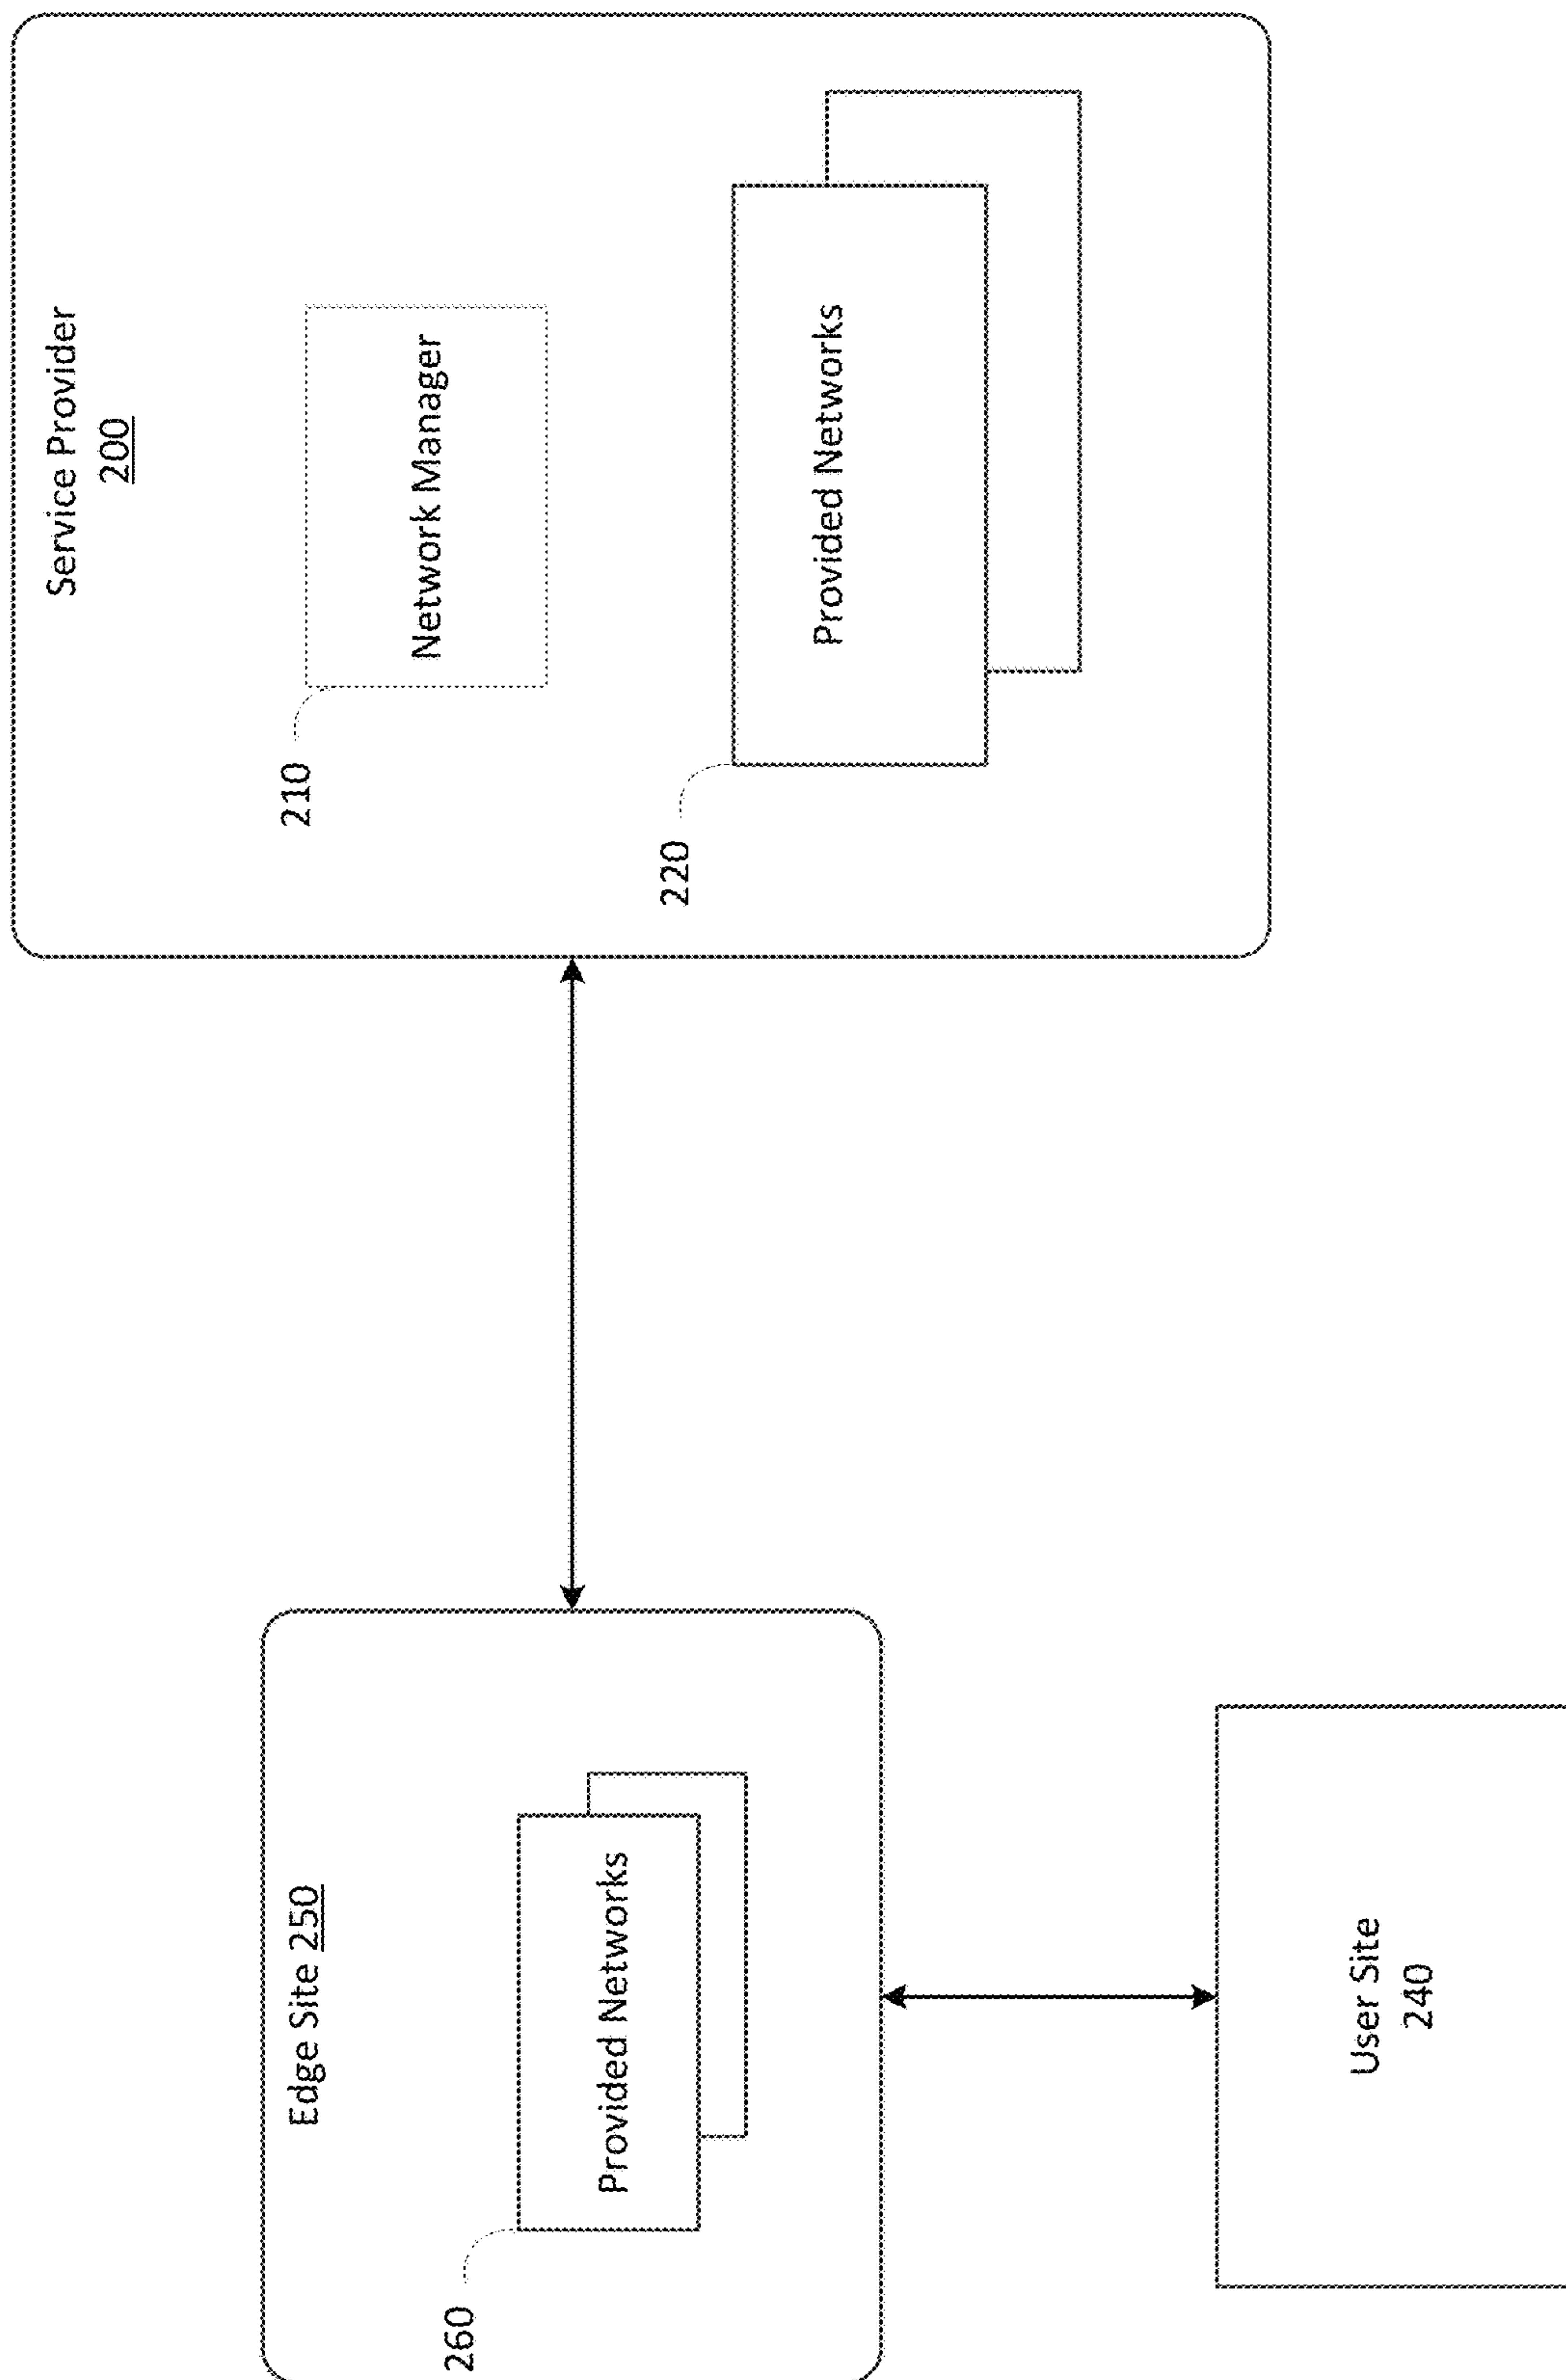 Edge Site 250
260
Provided Networks
User Site
240
Service Provider
200
210
Network Manager
220
Provided Networks